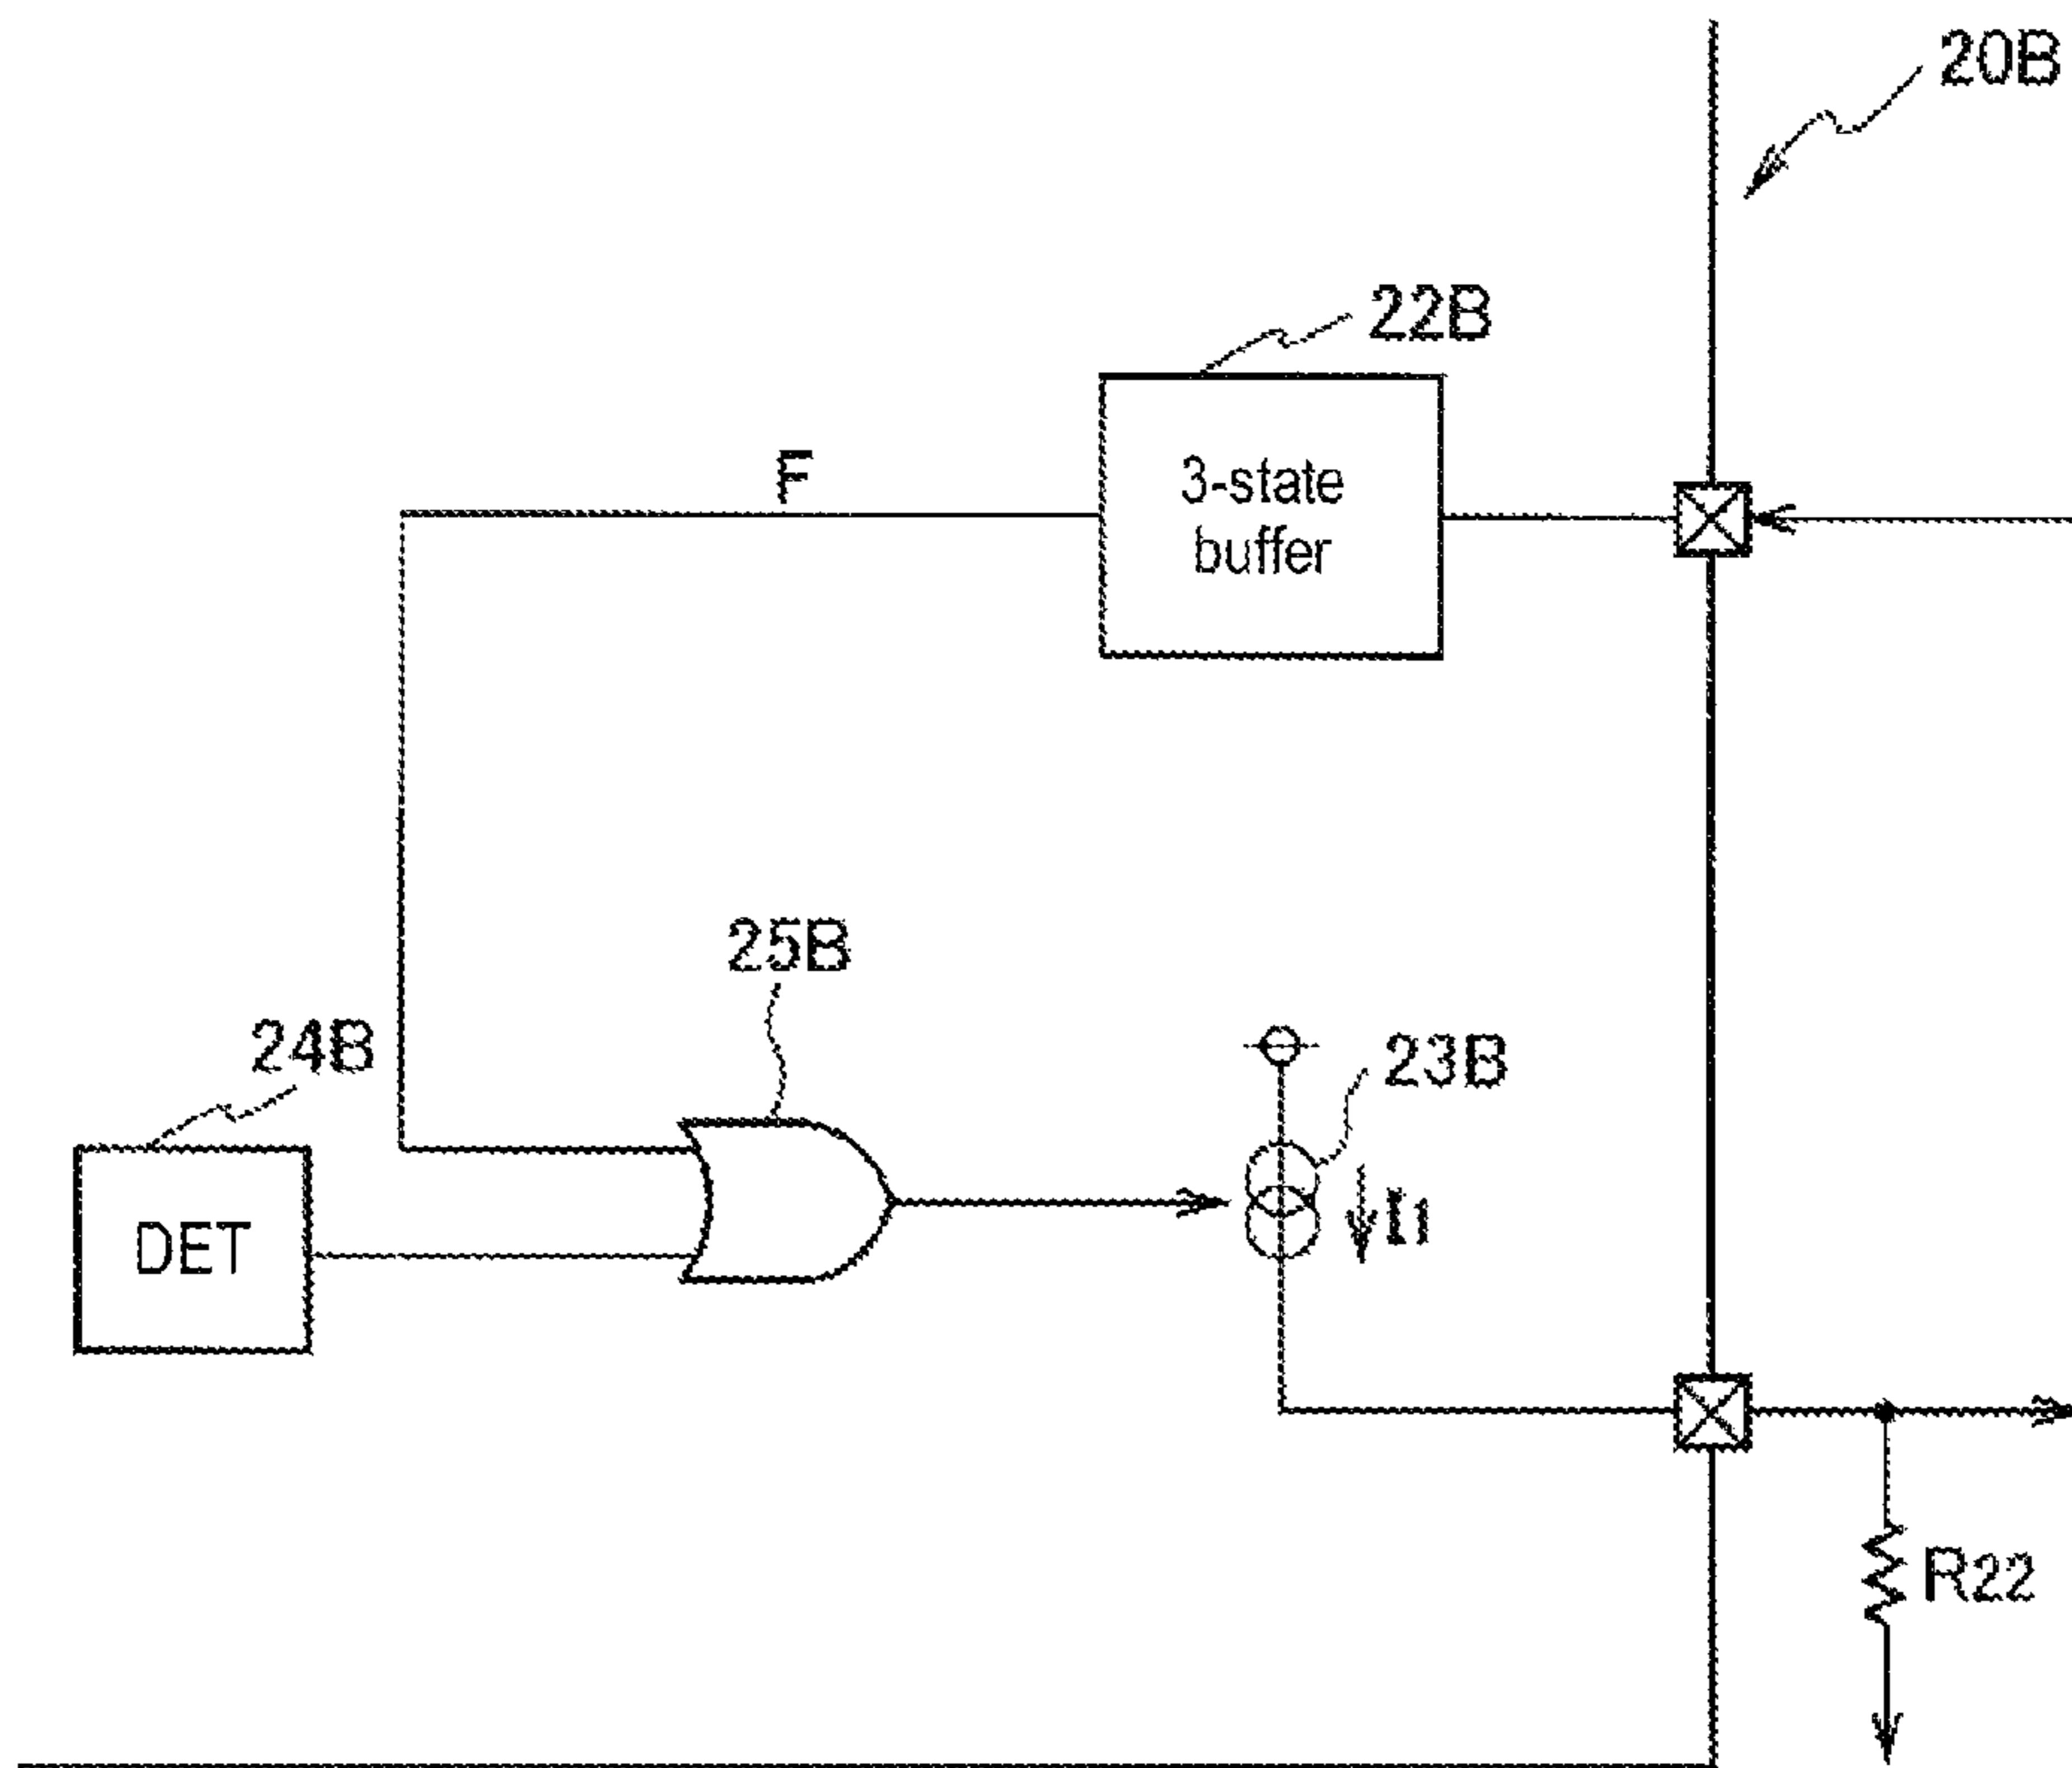 20B
22B
F
3-state
buffer
25B
24B
23B
DET
I1
R22